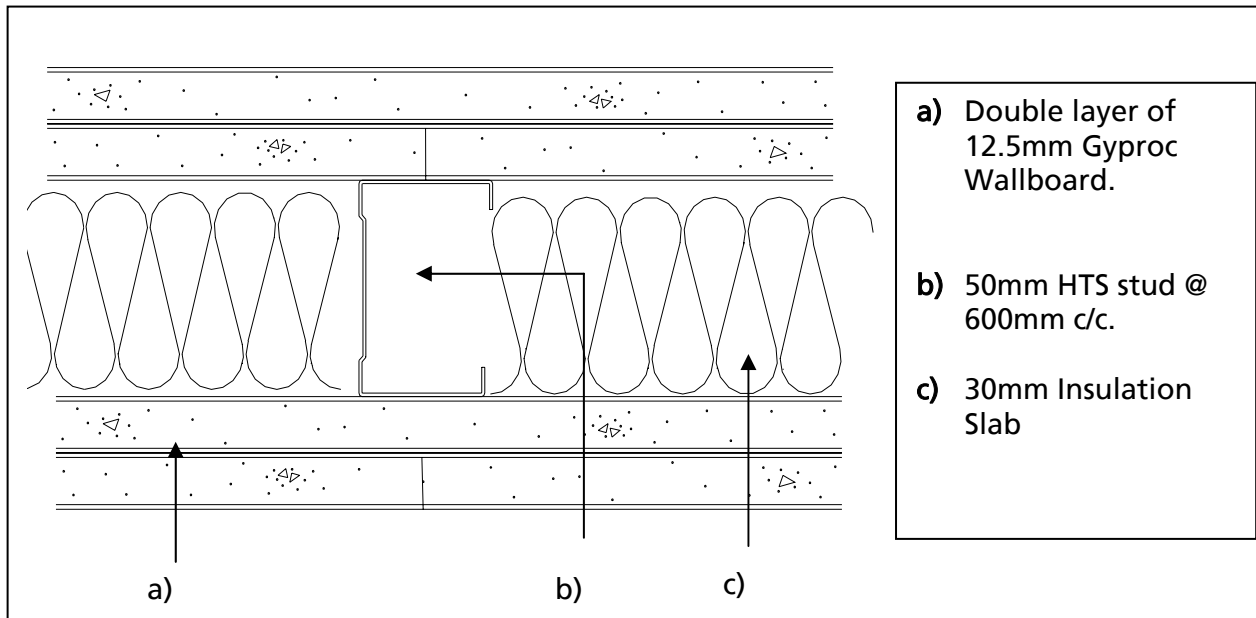 a) Double layer of
12.5mm Gyproc
Wallboard.
b) 50mm HTS stud @
600mm c/c.
c) 30mm Insulation
Slab
a)
b)
c)